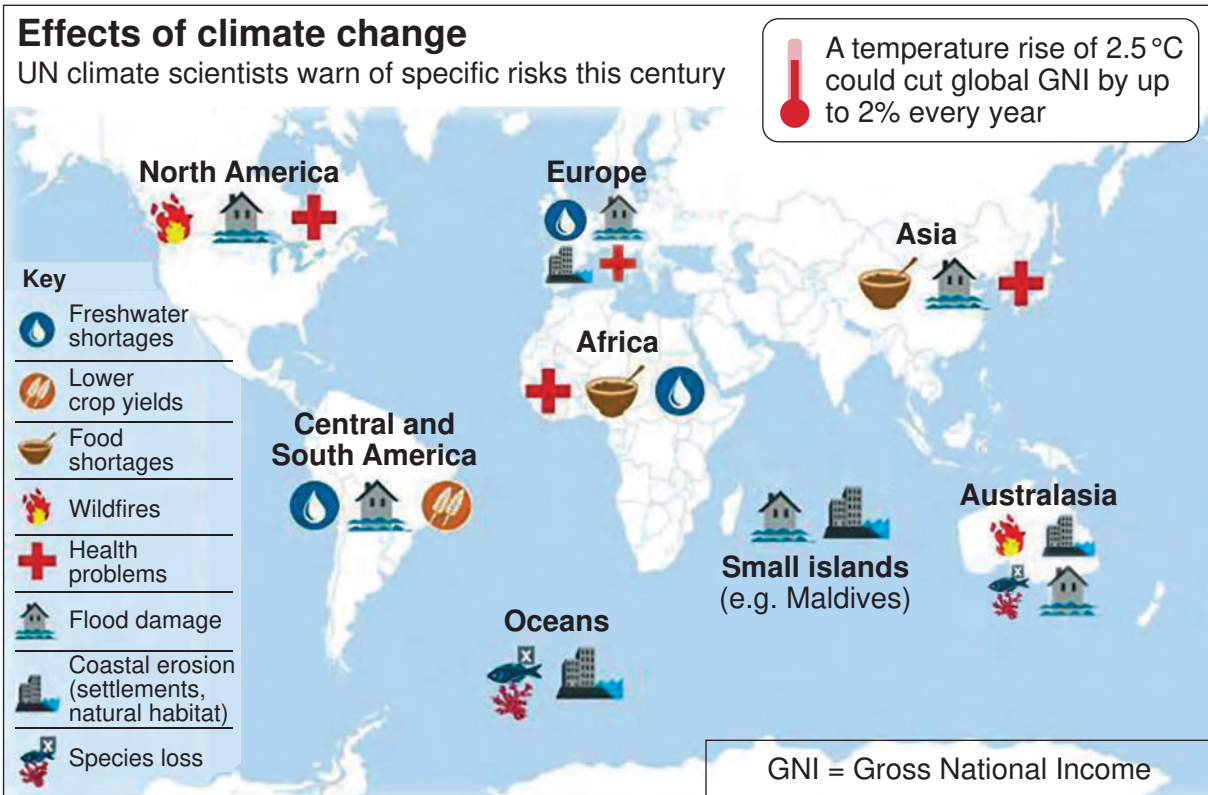 Effects of climate change
UN climate scientists warn of specific risks this century
A temperature rise of 2.5 °C
could cut global GNI by up
to 2% every year
North America
Europe
Asia
Africa
Central and
South America
Australasia
Small islands
(e.g. Maldives)
Oceans
Key
Freshwater
shortages
Lower
crop yields
Food
shortages
Wildfires
Health
problems
Flood damage
Coastal erosion
(settlements,
natural habitat)
Species loss
GNI = Gross National Income